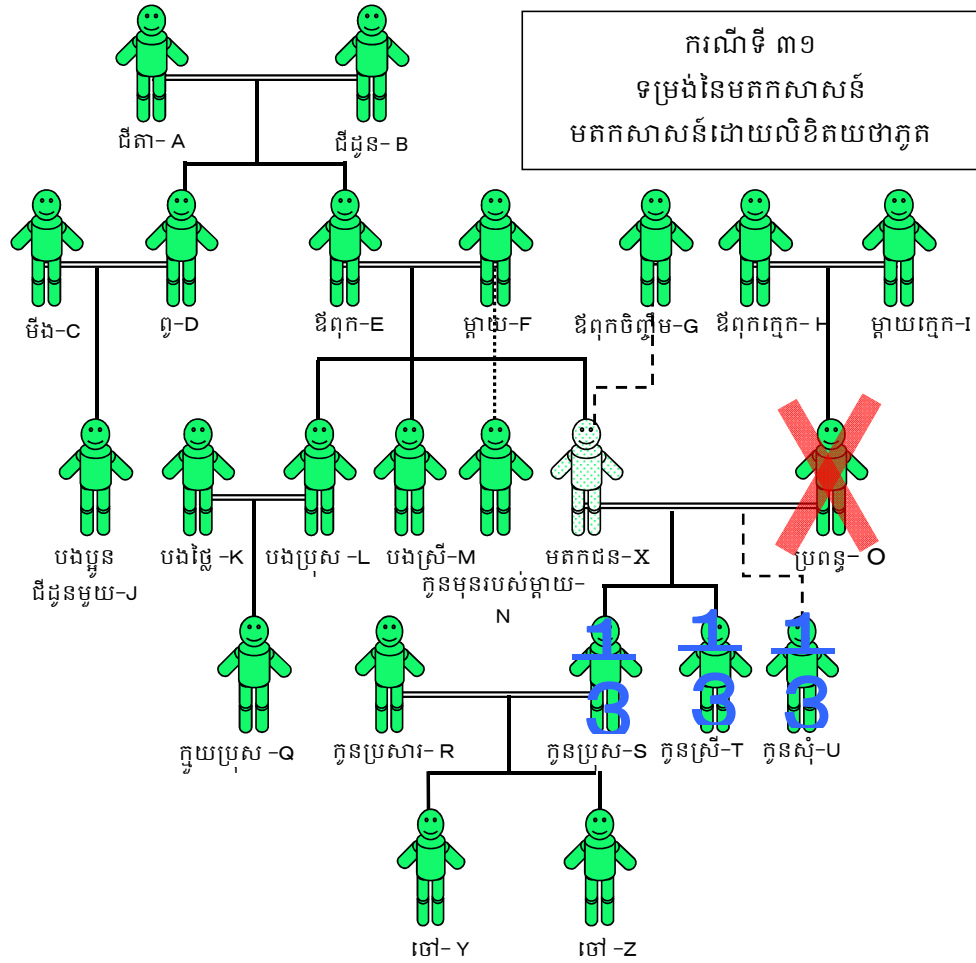 ករណីទី ៣១
ទម្រង់នៃមតកសាសន៍
មតកសាសន៍ដោយលិខិតយថាភូត
ជីតា- A
ជីដូន- B
មីង-C
ពូ-D
ឪពុក-E
ម្តាយ-F
ឪពុកចិញ្ចឹម-G
ឪពុកក្មេក- H
ម្តាយក្មេក-I
បងប្អូន
ជីដូនមួយ-J
បងថ្លៃ -K
បងប្រុស -L
បងស្រី-M
កូនមុនរបស់ម្តាយ-
N
មតកជន-X
ប្រពន្ធ- O
1
3
1
3
1
3
ក្មួយប្រុស -Q
កូនប្រសារ- R
កូនប្រុស-S
កូនស្រី-T
កូនសុំ-U
ចៅ- Y
ចៅ -Z